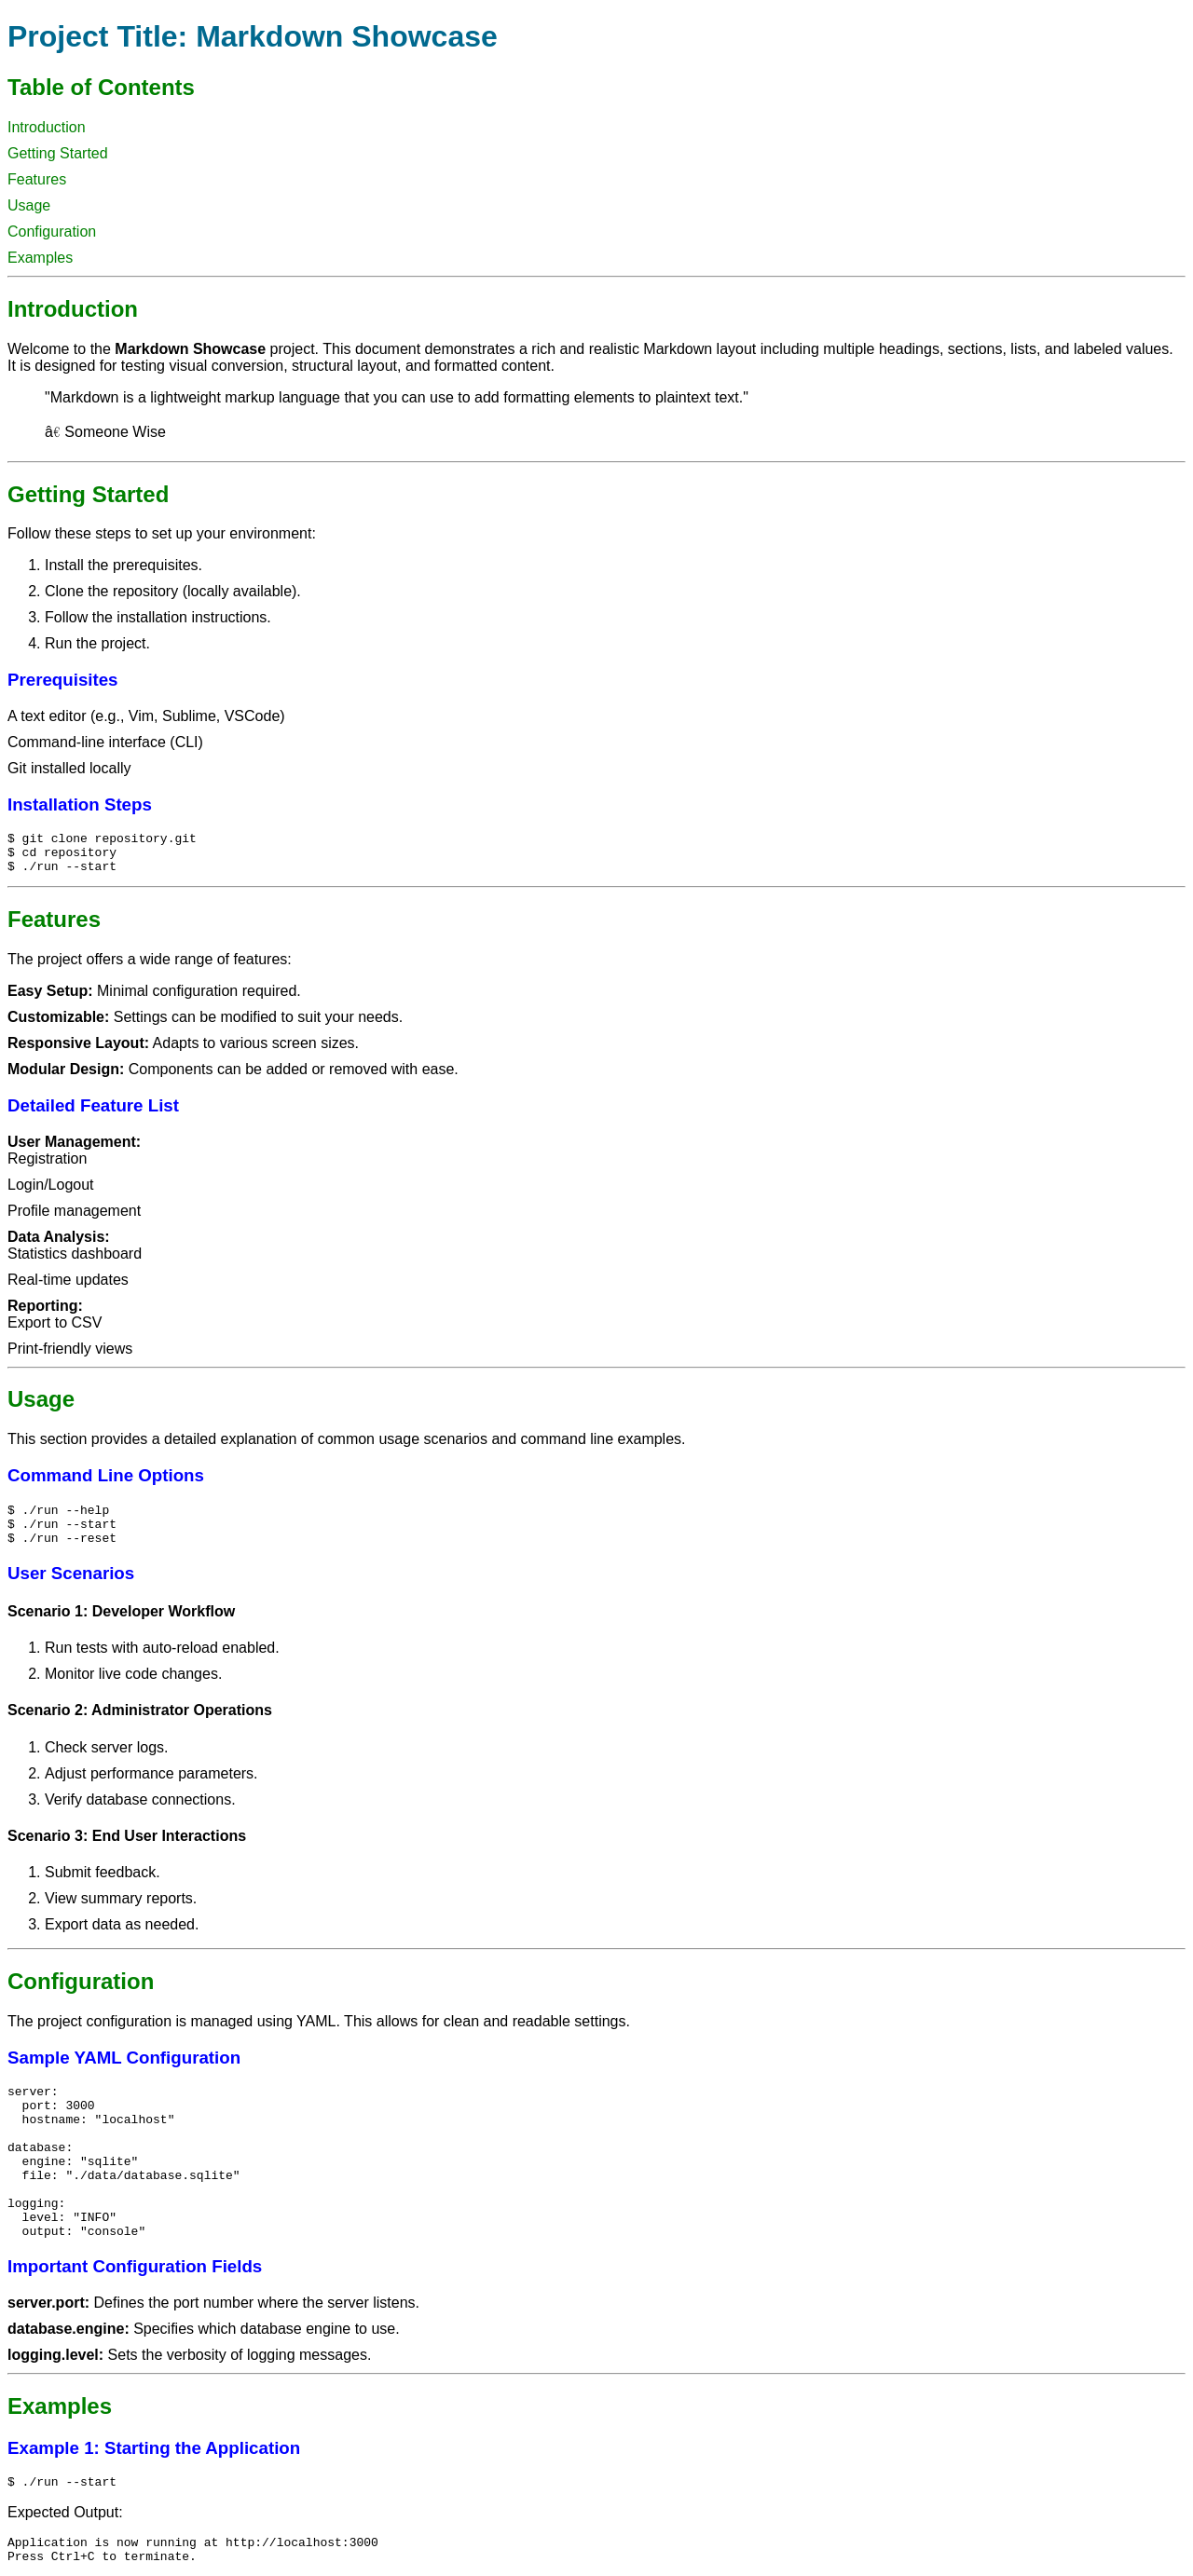 Project Title: Markdown Showcase
Table of Contents
Introduction
Getting Started
Features
Usage
Configuration
Examples
Introduction
Welcome to the Markdown Showcase project. This document demonstrates a rich and realistic Markdown layout including multiple headings, sections, lists, and labeled values.
It is designed for testing visual conversion, structural layout, and formatted content.
"Markdown is a lightweight markup language that you can use to add formatting elements to plaintext text."
â€ Someone Wise
Getting Started
Follow these steps to set up your environment:
1. Install the prerequisites.
2. Clone the repository (locally available).
3. Follow the installation instructions.
4. Run the project.
Prerequisites
A text editor (e.g., Vim, Sublime, VSCode)
Command-line interface (CLI)
Git installed locally
Installation Steps
$ git clone repository.git
$ cd repository
$ ./run --start
Features
The project offers a wide range of features:
Easy Setup: Minimal configuration required.
Customizable: Settings can be modified to suit your needs.
Responsive Layout: Adapts to various screen sizes.
Modular Design: Components can be added or removed with ease.
Detailed Feature List
User Management:
Registration
Login/Logout
Profile management
Data Analysis:
Statistics dashboard
Real-time updates
Reporting:
Export to CSV
Print-friendly views
Usage
This section provides a detailed explanation of common usage scenarios and command line examples.
Command Line Options
$ ./run --help
$ ./run --start
$ ./run --reset
User Scenarios
Scenario 1: Developer Workflow
1. Run tests with auto-reload enabled.
2. Monitor live code changes.
Scenario 2: Administrator Operations
1. Check server logs.
2. Adjust performance parameters.
3. Verify database connections.
Scenario 3: End User Interactions
1. Submit feedback.
2. View summary reports.
3. Export data as needed.
Configuration
The project configuration is managed using YAML. This allows for clean and readable settings.
Sample YAML Configuration
server:
  port: 3000
  hostname: "localhost"
database:
  engine: "sqlite"
  file: "./data/database.sqlite"
logging:
  level: "INFO"
  output: "console"
Important Configuration Fields
server.port: Defines the port number where the server listens.
database.engine: Specifies which database engine to use.
logging.level: Sets the verbosity of logging messages.
Examples
Example 1: Starting the Application
$ ./run --start
Expected Output:
Application is now running at http://localhost:3000
Press Ctrl+C to terminate.